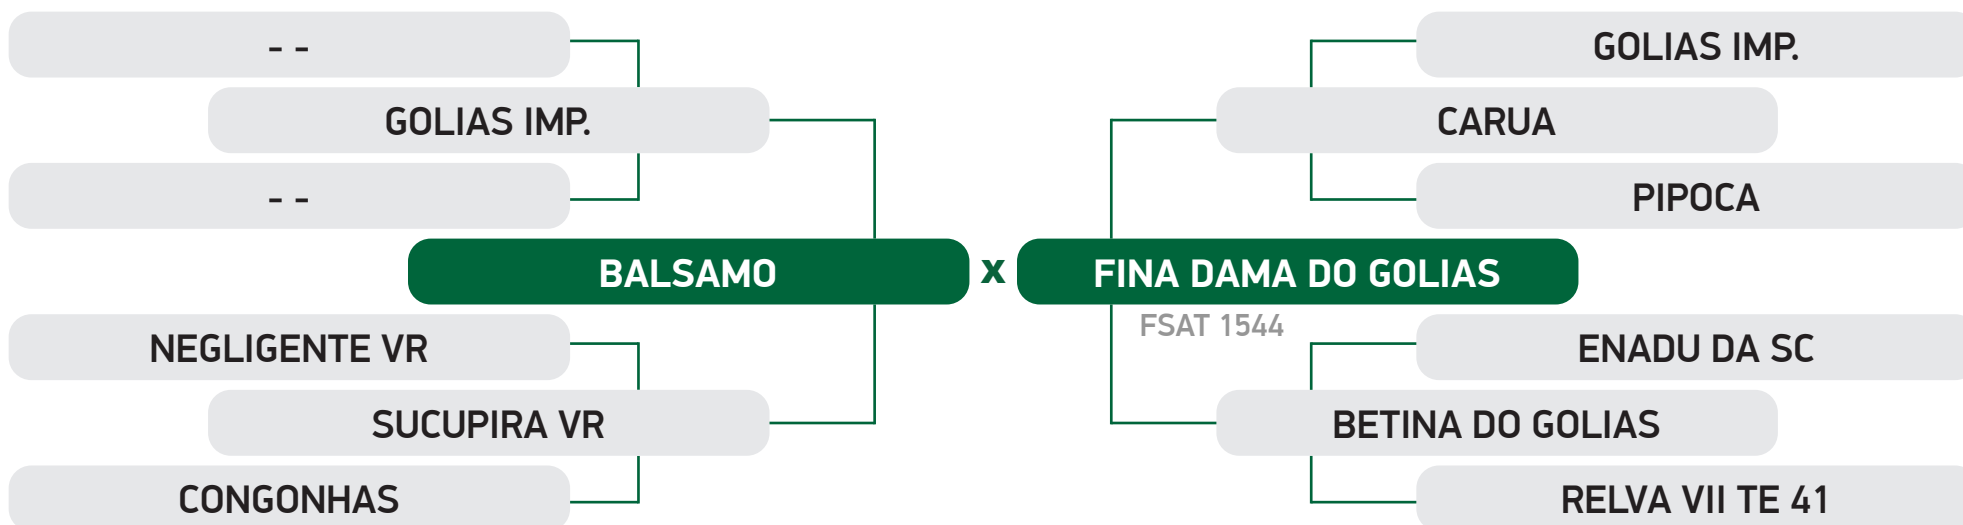 - -
GOLIAS IMP.
GOLIAS IMP.
CARUA
- -
PIPOCA
BALSAMO x FINA DAMA DO GOLIAS
FSAT 1544
NEGLIGENTE VR
ENADU DA SC
SUCUPIRA VR
BETINA DO GOLIAS
CONGONHAS
RELVA VII TE 41